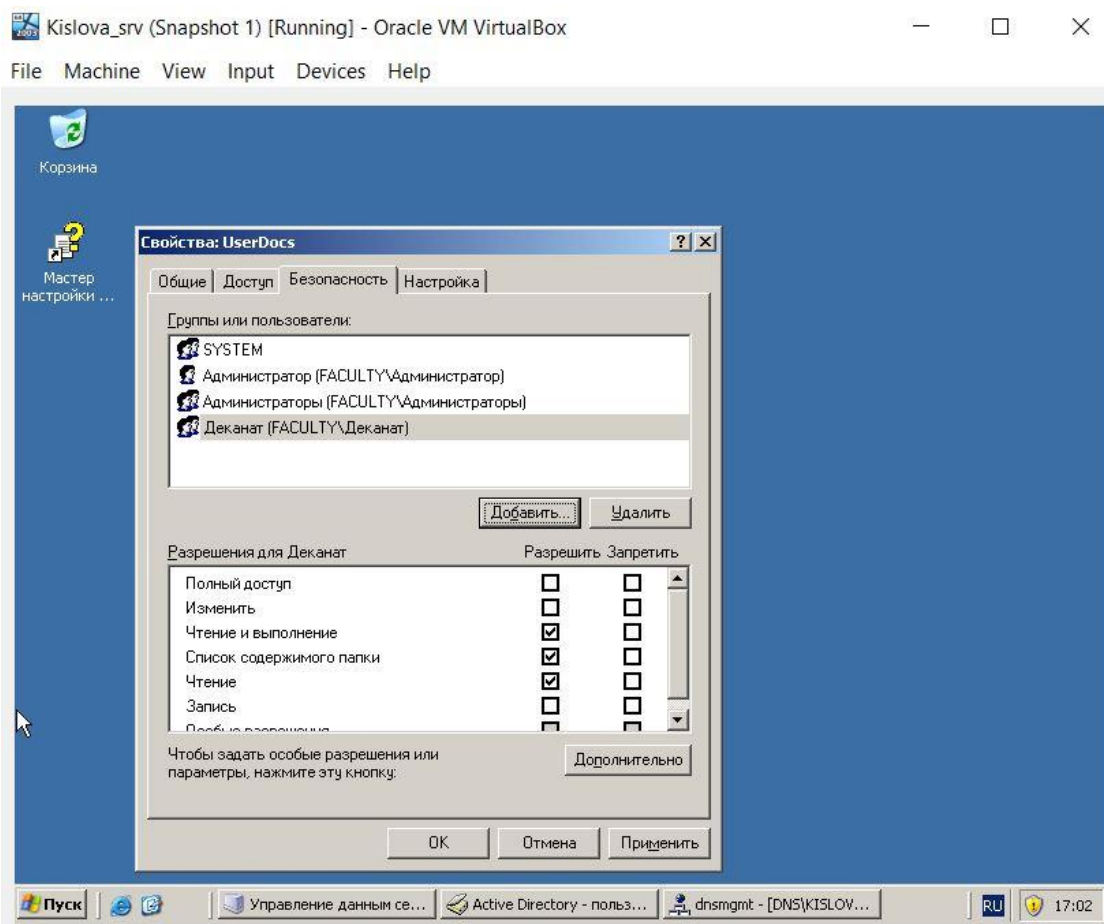 Kislova_srv (Snapshot 1) [Running] - Oracle VM VirtualBox
File Machine View Input Devices Help
Корзина
Мастер
настройки ...
Свойства: UserDocs
Общие Доступ Безопасность Настройка
Группы или пользователи:
SYSTEM
Администратор (FACULTY\Администратор)
Администраторы (FACULTY\Администраторы)
Деканат (FACULTY\Деканат)
Добавить... Удалить
Разрешения для Деканат Разрешить Запретить
Полный доступ
Изменить
Чтение и выполнение
Список содержимого папки
Чтение
Запись
Особые разрешения
Чтобы задать особые разрешения или
параметры, нажмите эту кнопку:
Дополнительно
OK Отмена Применить
Пуск Управление данным се... Active Directory - польз... dnsmgmt - [DNS\KISLOV... RU 17:02